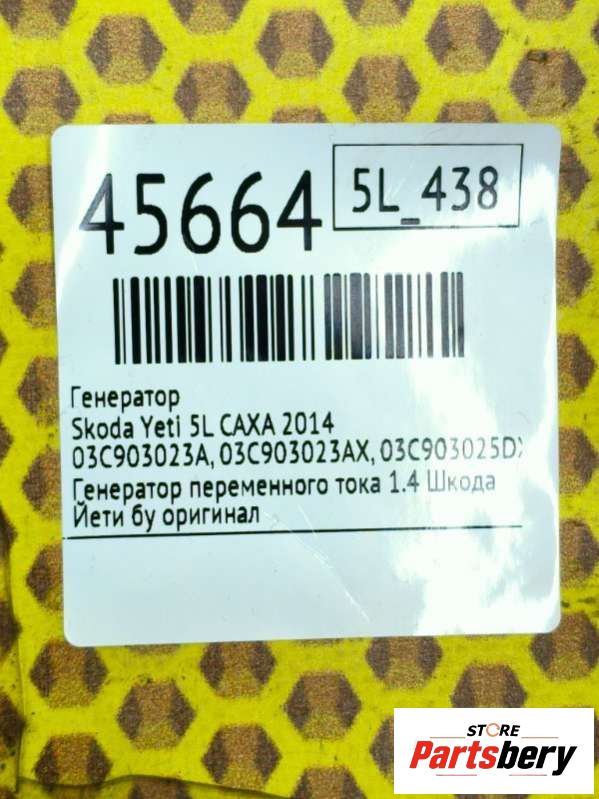 45664
5L_438
Генератор
Skoda Yeti 5L CAXA 2014
03C903023A, 03C903023AX, 03C903025DX
Генератор переменного тока 1.4 Шкода
Йети бу оригинал
STORE
Partsbery